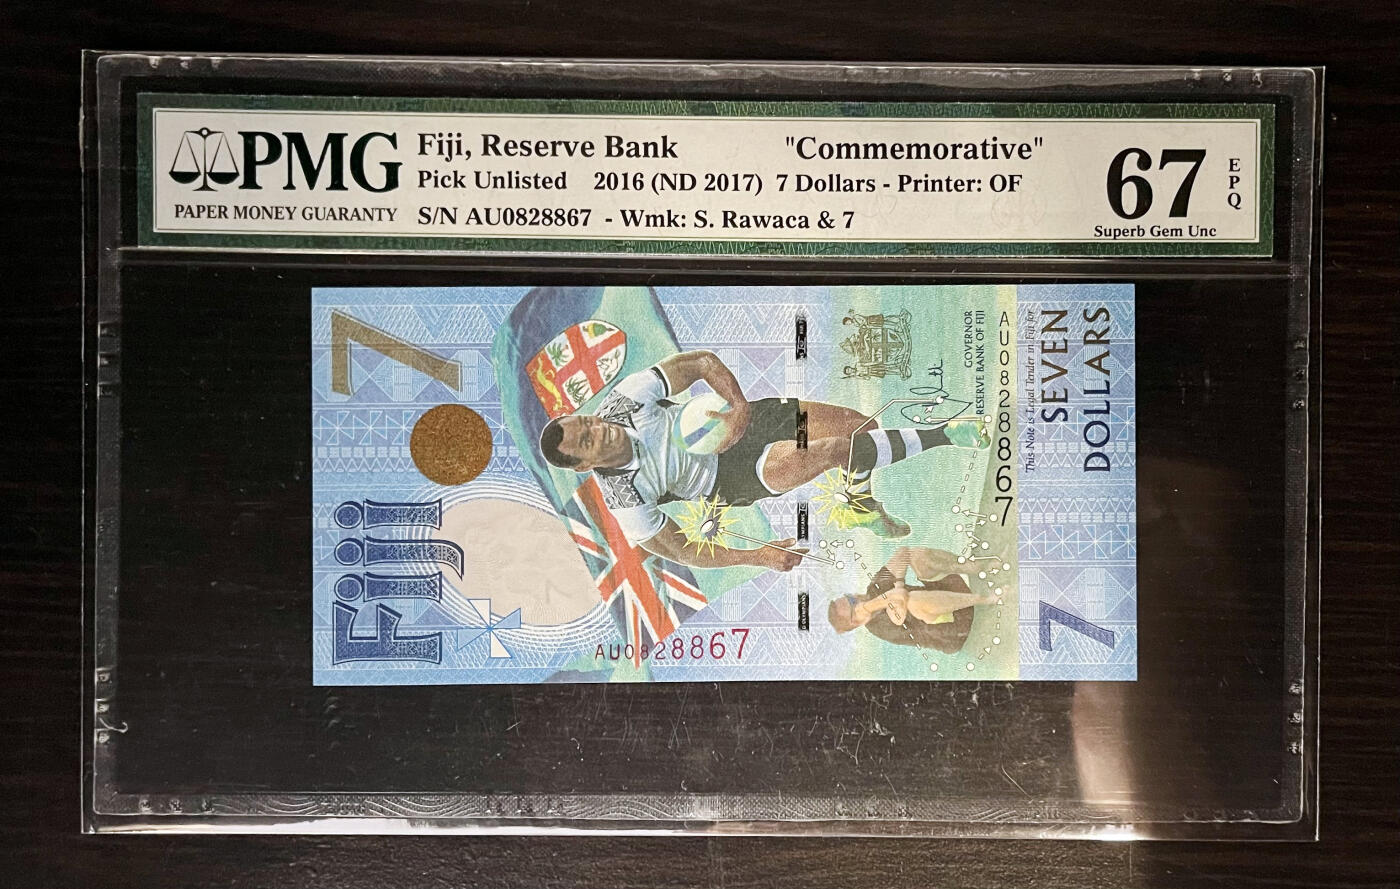 PMG
PAPER MONEY GUARANTY
Fiji, Reserve Bank "Commemorative"
Pick Unlisted 2016 (ND 2017) 7 Dollars - Printer: OF
S/N AU0828867 - Wmk: S. Rawaca & 7
67
EPQ
Superb Gem Unc
Fiji
7
AU0828867
GOVERNOR
RESERVE BANK OF FIJI
AU0828867
This Note is Legal Tender in Fiji for
SEVEN
DOLLARS
7